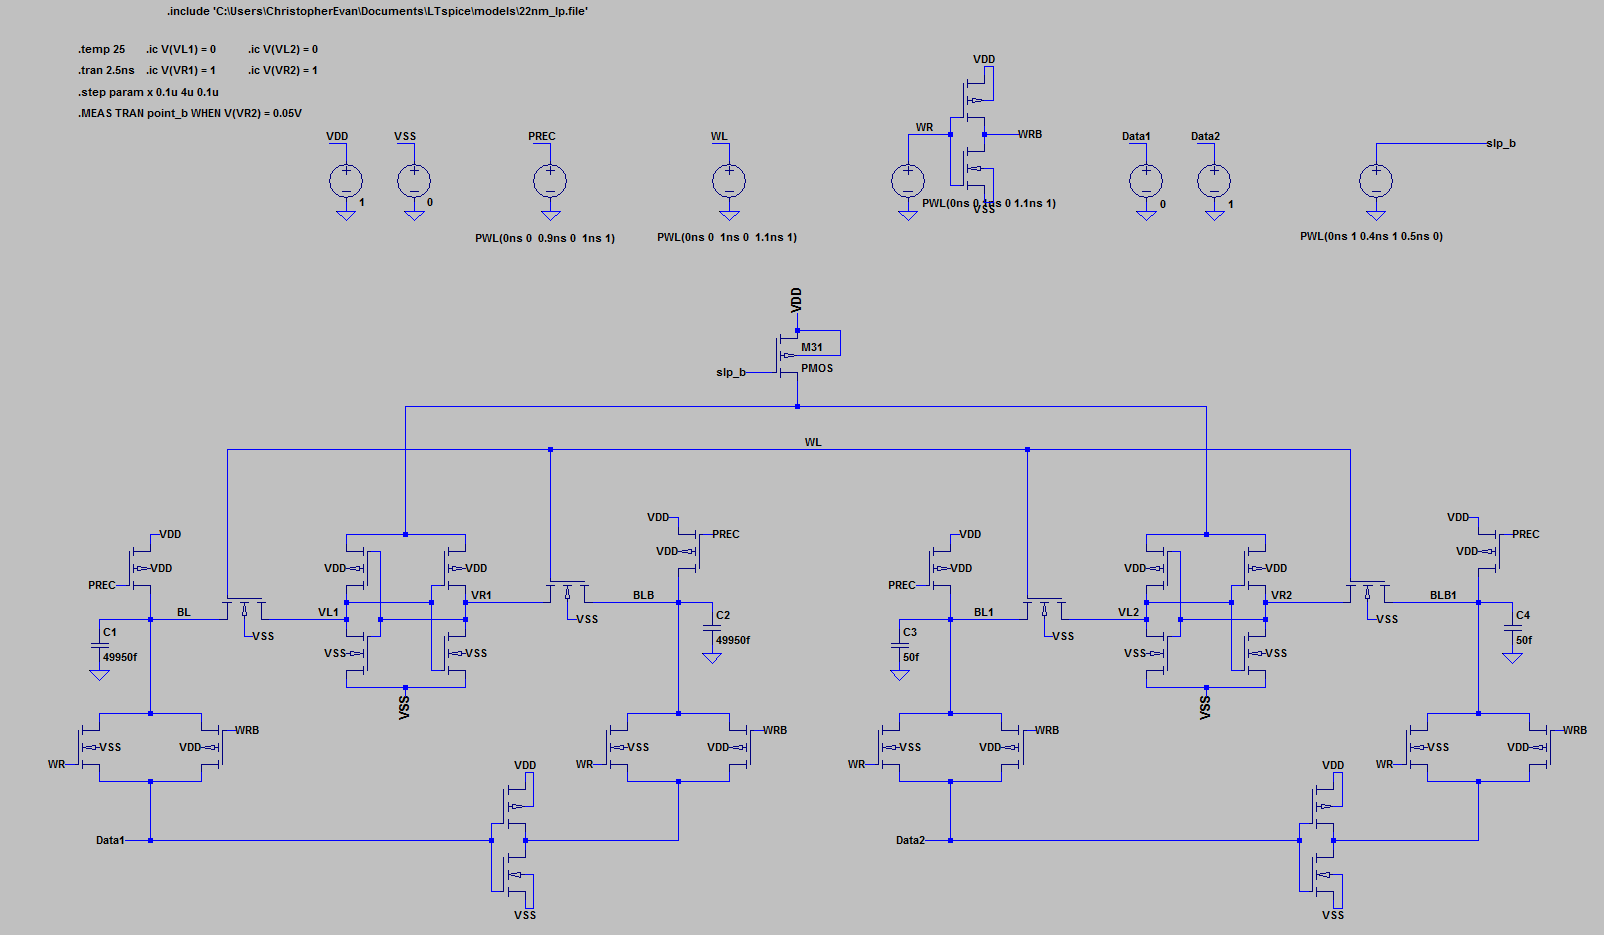 .include 'C:\Users\ChristopherEvan\Documents\LTspice\models\22nm_lp.file'
.temp 25 .ic V(VL1) = 0 .ic V(VL2) = 0
.tran 2.5ns .ic V(VR1) = 1 .ic V(VR2) = 1
.step param x 0.1u 4u 0.1u
.MEAS TRAN point_b WHEN V(VR2) = 0.05V
VDD
WR WRB
VDD VSS PREC WL Data1 Data2 slp_b
1 0 PWL(0ns 0 1ns 0 1.1ns 1) 0 1
VSS
PWL(0ns 0 0.9ns 0 1ns 1) PWL(0ns 0 1ns 0 1.1ns 1) PWL(0ns 1 0.4ns 1 0.5ns 0)
VDD
M31
slp_b PMOS
WL
VDD PREC VDD PREC
VDD VDD
VDD VDD
VDD VDD VDD VDD VDD VDD
PREC PREC
VR1 BLB VR2 BLB1
BL VL1 BL1 VL2
C2 VSS C4 VSS
C1 VSS 49950f C3 VSS 50f
49950f VSS VSS 50f VSS VSS
VSS VSS
WRB WRB WRB WRB
VSS VDD VSS VDD VSS VDD VSS VDD
WR WR WR WR
VDD VDD
Data1 Data2
VSS VSS